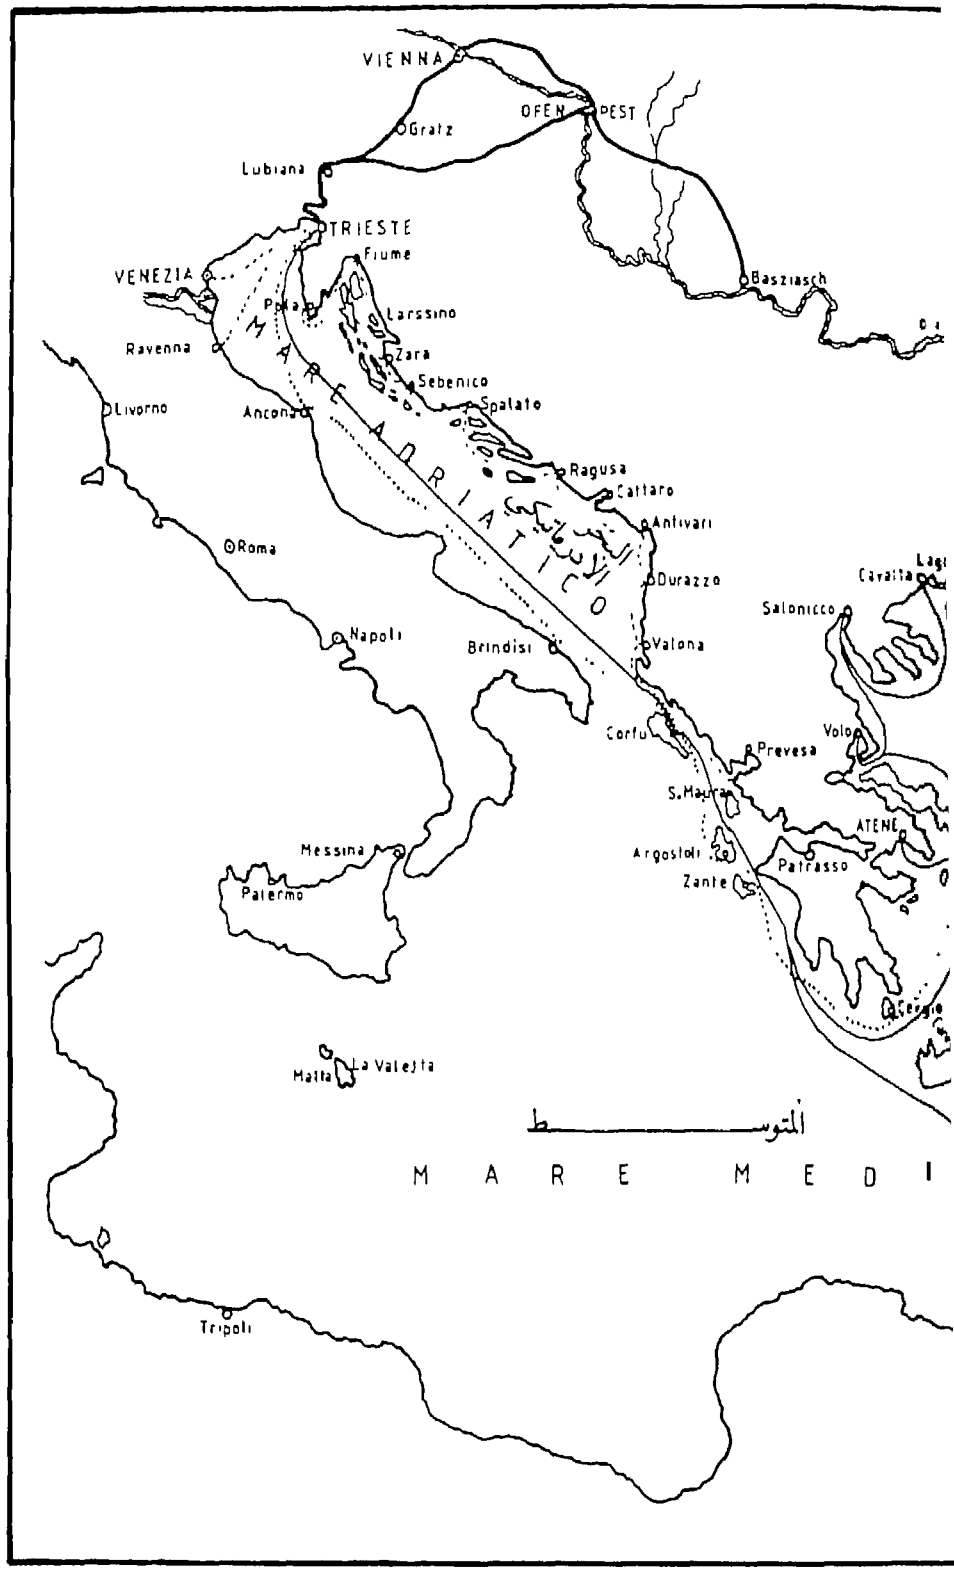 VIENNA
OFEN PEST
Gratz
Lubiana
TRIESTE
Fiume
VENEZIA
Basziasch
Pola
Larssino
Ravenna
Zara
Sebenico
Livorno
Ancona
Spalato
MARE ADRIATICO
Ragusa
Cattaro
Antivari
Roma
Cavalla
Lago
Durazzo
Salonicco
Napoli
Brindisi
Valona
Corfu
Volo
Prevesa
S. Maura
ATENE
Messina
Argostoli
Patrasso
Zante
Palermo
Cerigio
Malta
La Valetta
المتوسط
MARE MEDI
Tripoli